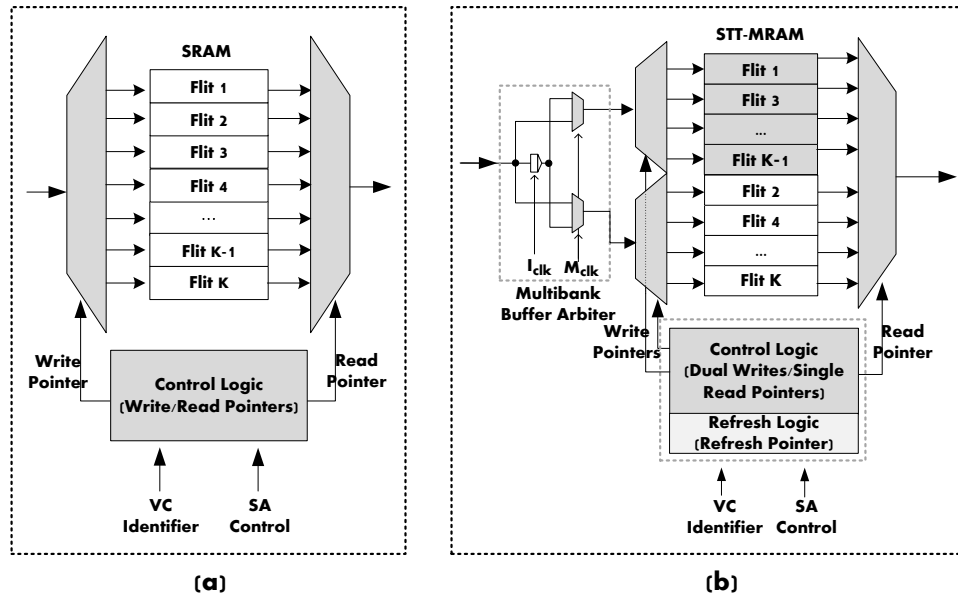 SRAM
Flit 1
Flit 2
Flit 3
Flit 4
...
Flit K-1
Flit K
Write
Pointer
Read
Pointer
Control Logic
(Write/Read Pointers)
VC
Identifier
SA
Control
(a)
STT-MRAM
Flit 1
Flit 3
...
Flit K-1
Flit 2
Flit 4
...
Flit K
Iclk
Mclk
Multibank
Buffer Arbiter
Write
Pointers
Read
Pointer
Control Logic
(Dual Writes/Single
Read Pointers)
Refresh Logic
(Refresh Pointer)
VC
Identifier
SA
Control
(b)